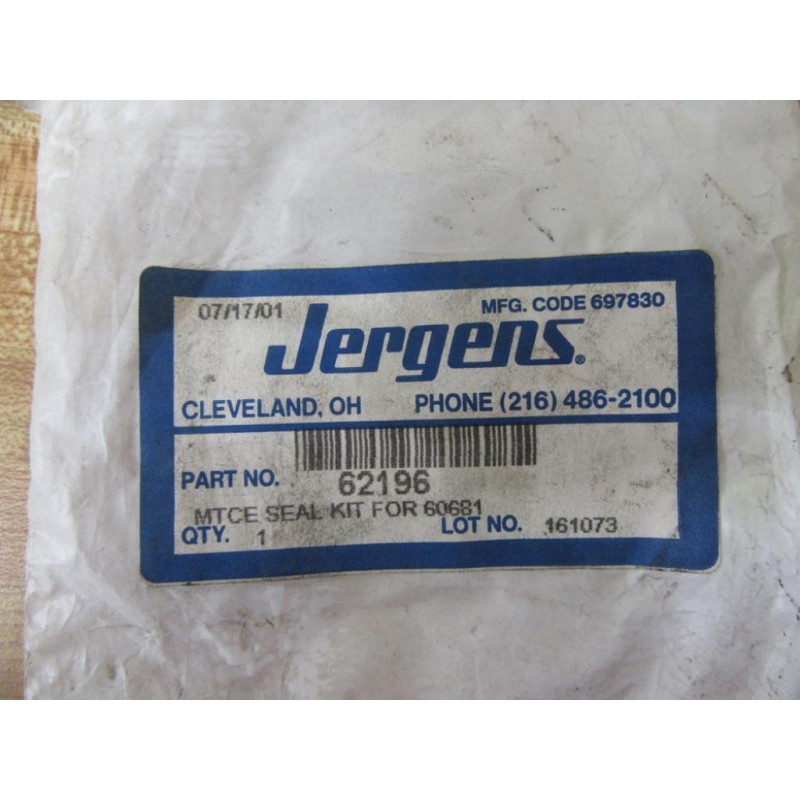 07/17/01 MFG. CODE 697830
Jergens®
CLEVELAND, OH PHONE (216) 486-2100
PART NO. 62196
MTCE SEAL KIT FOR 60681
QTY. 1 LOT NO. 161073